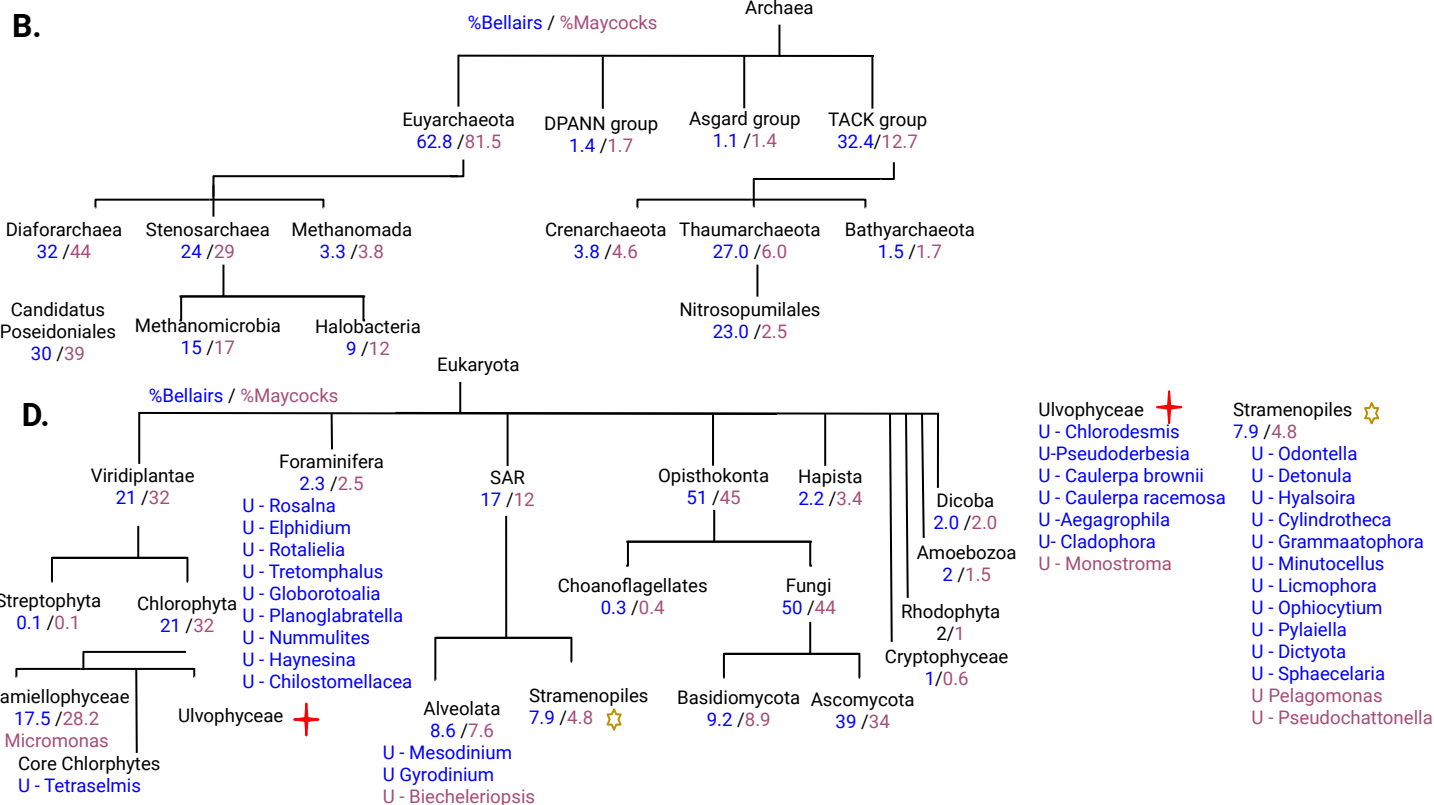 B.
%Bellairs / %Maycocks
Archaea
Euyarchaeota
62.8 /81.5
DPANN group
1.4 /1.7
Asgard group
1.1 /1.4
TACK group
32.4/12.7
Diaforarchaea
32 /44
Stenosarchaea
24 /29
Methanomada
3.3 /3.8
Crenarchaeota
3.8 /4.6
Thaumarchaeota
27.0 /6.0
Bathyarchaeota
1.5 /1.7
Candidatus
Poseidoniales
30 /39
Methanomicrobia
15 /17
Halobacteria
9 /12
Nitrosopumilales
23.0 /2.5
D.
%Bellairs / %Maycocks
Eukaryota
Viridiplantae
21 /32
Foraminifera
2.3 /2.5
U - Rosalna
U - Elphidium
U - Rotalielia
U - Tretomphalus
U - Globorotoalia
U - Planoglabratella
U - Nummulites
U - Haynesina
U - Chilostomellacea
SAR
17 /12
Opisthokonta
51 /45
Hapista
2.2 /3.4
Dicoba
2.0 /2.0
Amoebozoa
2 /1.5
Rhodophyta
2/1
Cryptophyceae
1/0.6
Streptophyta
0.1 /0.1
Chlorophyta
21 /32
Choanoflagellates
0.3 /0.4
Fungi
50 /44
amiellophyceae
17.5 /28.2
Micromonas
Ulvophyceae
Core Chlorphytes
U - Tetraselmis
Alveolata
8.6 /7.6
U - Mesodinium
U Gyrodinium
U - Biecheleriopsis
Stramenopiles
7.9 /4.8
Basidiomycota
9.2 /8.9
Ascomycota
39 /34
Ulvophyceae
U - Chlorodesmis
U-Pseudoderbesia
U - Caulerpa brownii
U - Caulerpa racemosa
U -Aegagrophila
U- Cladophora
U - Monostroma
Stramenopiles
7.9 /4.8
U - Odontella
U - Detonula
U - Hyalsoira
U - Cylindrotheca
U - Grammaatophora
U - Minutocellus
U - Licmophora
U - Ophiocytium
U - Pylaiella
U - Dictyota
U - Sphaecelaria
U Pelagomonas
U - Pseudochattonella